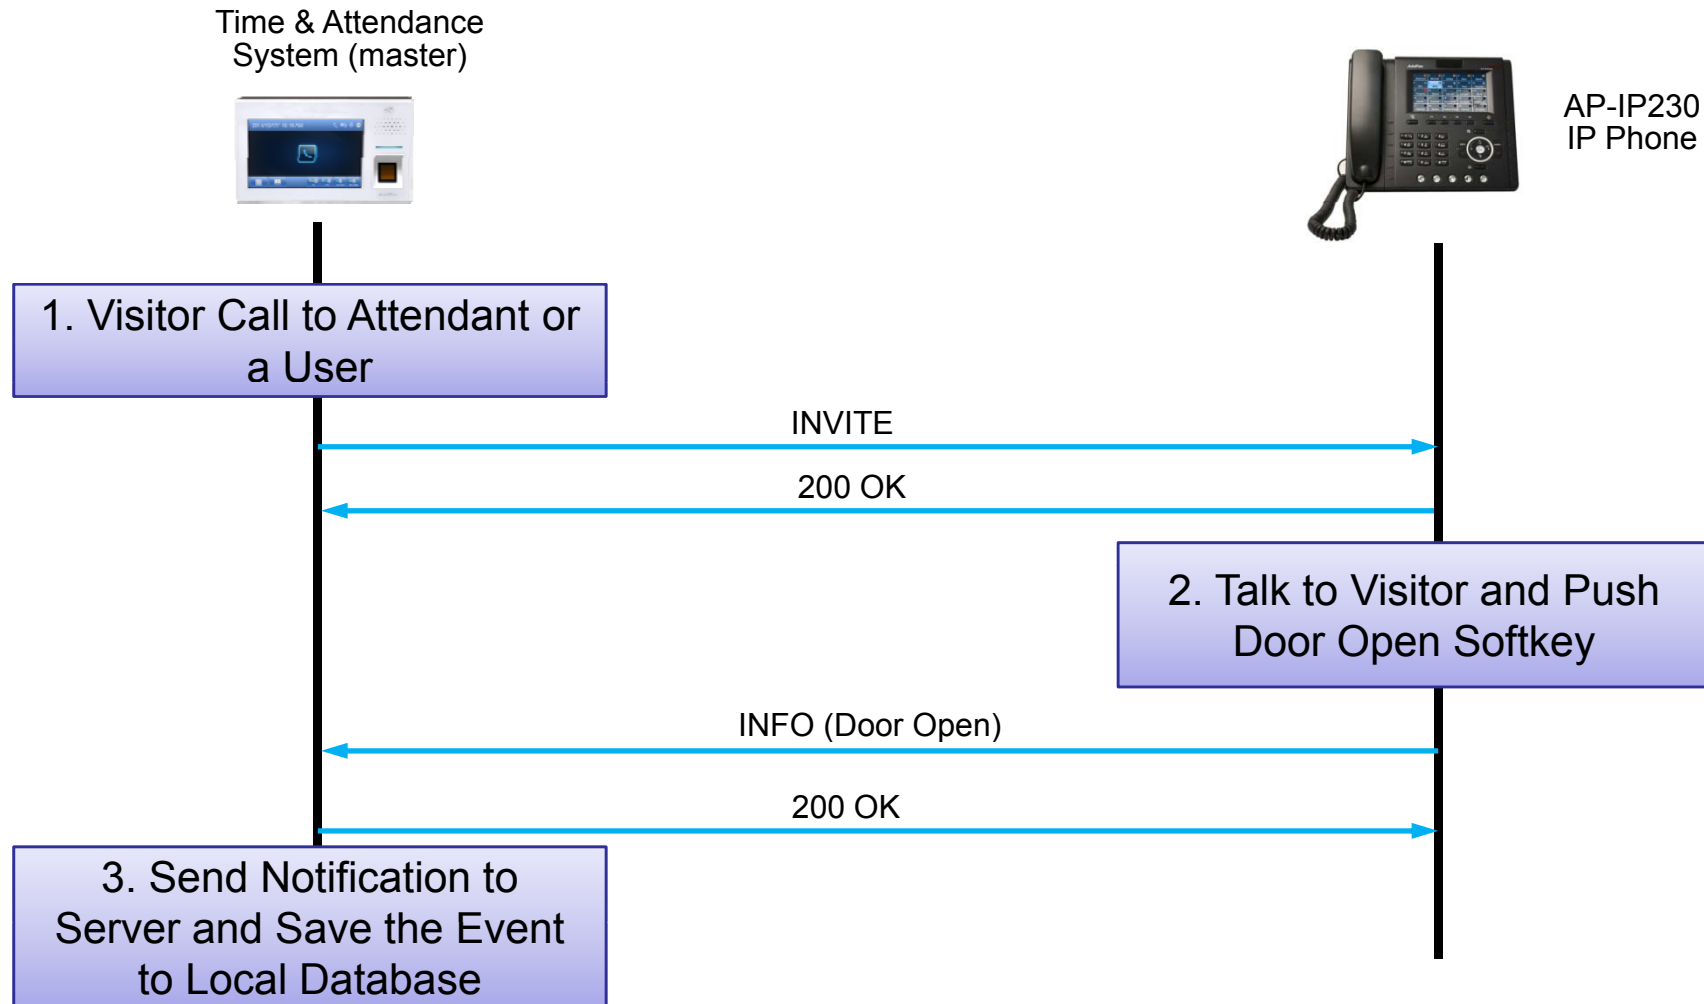 Time & Attendance
System (master)
AP-IP230
IP Phone
1. Visitor Call to Attendant or
a User
INVITE
200 OK
2. Talk to Visitor and Push
Door Open Softkey
INFO (Door Open)
200 OK
3. Send Notification to
Server and Save the Event
to Local Database